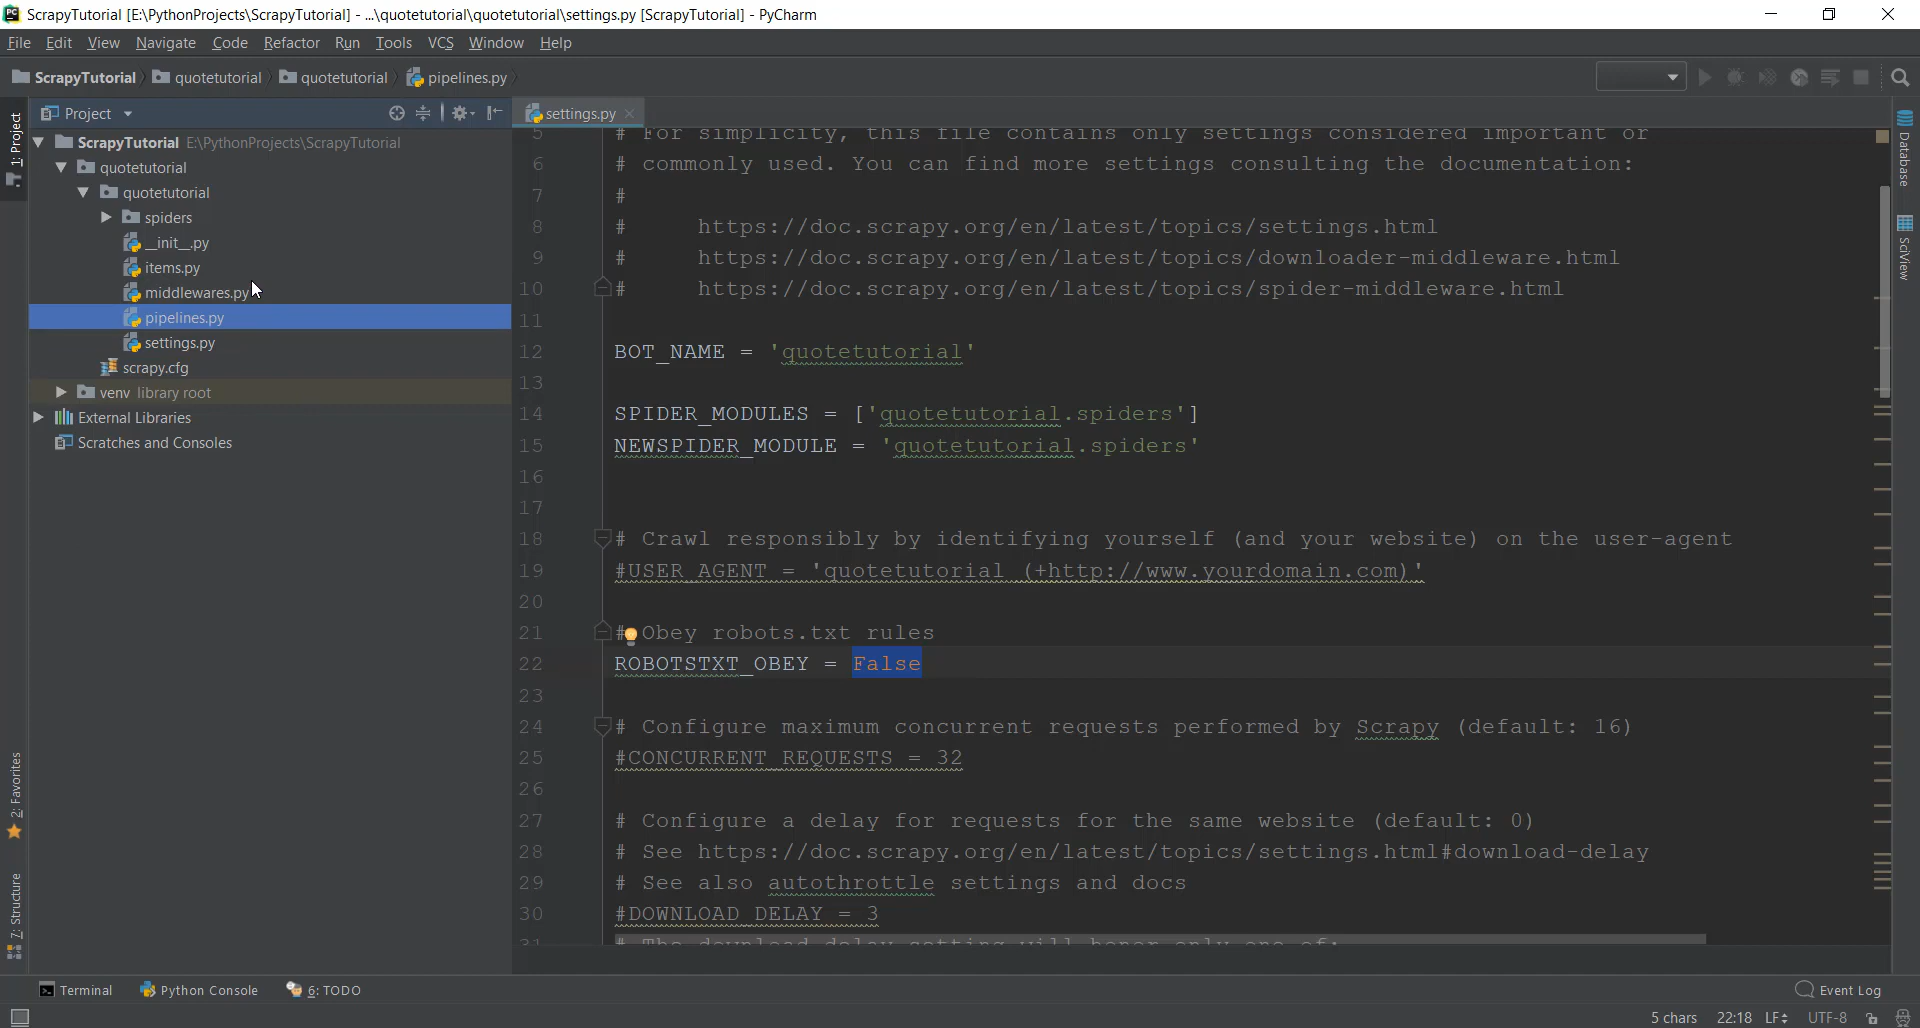 PC ScrapyTutorial [E:\PythonProjects\ScrapyTutorial] - ...\quotetutorial\quotetutorial\settings.py [ScrapyTutorial] - PyCharm
File Edit View Navigate Code Refactor Run Tools VCS Window Help
ScrapyTutorial quotetutorial quotetutorial pipelines.py
1: Project
Project
ScrapyTutorial E:\PythonProjects\ScrapyTutorial
quotetutorial
quotetutorial
spiders
__init__.py
items.py
middlewares.py
pipelines.py
settings.py
scrapy.cfg
venv library root
External Libraries
Scratches and Consoles
2: Favorites
7: Structure
settings.py
5 # For simplicity, this file contains only settings considered important or
6 # commonly used. You can find more settings consulting the documentation:
7 #
8 # https://doc.scrapy.org/en/latest/topics/settings.html
9 # https://doc.scrapy.org/en/latest/topics/downloader-middleware.html
10 # https://doc.scrapy.org/en/latest/topics/spider-middleware.html
11
12 BOT_NAME = 'quotetutorial'
13
14 SPIDER_MODULES = ['quotetutorial.spiders']
15 NEWSPIDER_MODULE = 'quotetutorial.spiders'
16
17
18 # Crawl responsibly by identifying yourself (and your website) on the user-agent
19 #USER_AGENT = 'quotetutorial (+http://www.yourdomain.com)'
20
21 # Obey robots.txt rules
22 ROBOTSTXT_OBEY = False
23
24 # Configure maximum concurrent requests performed by Scrapy (default: 16)
25 #CONCURRENT_REQUESTS = 32
26
27 # Configure a delay for requests for the same website (default: 0)
28 # See https://doc.scrapy.org/en/latest/topics/settings.html#download-delay
29 # See also autothrottle settings and docs
30 #DOWNLOAD_DELAY = 3
31 # The download delay setting will honor only one of:
Database
SciView
Terminal Python Console 6: TODO Event Log
5 chars 22:18 LF UTF-8